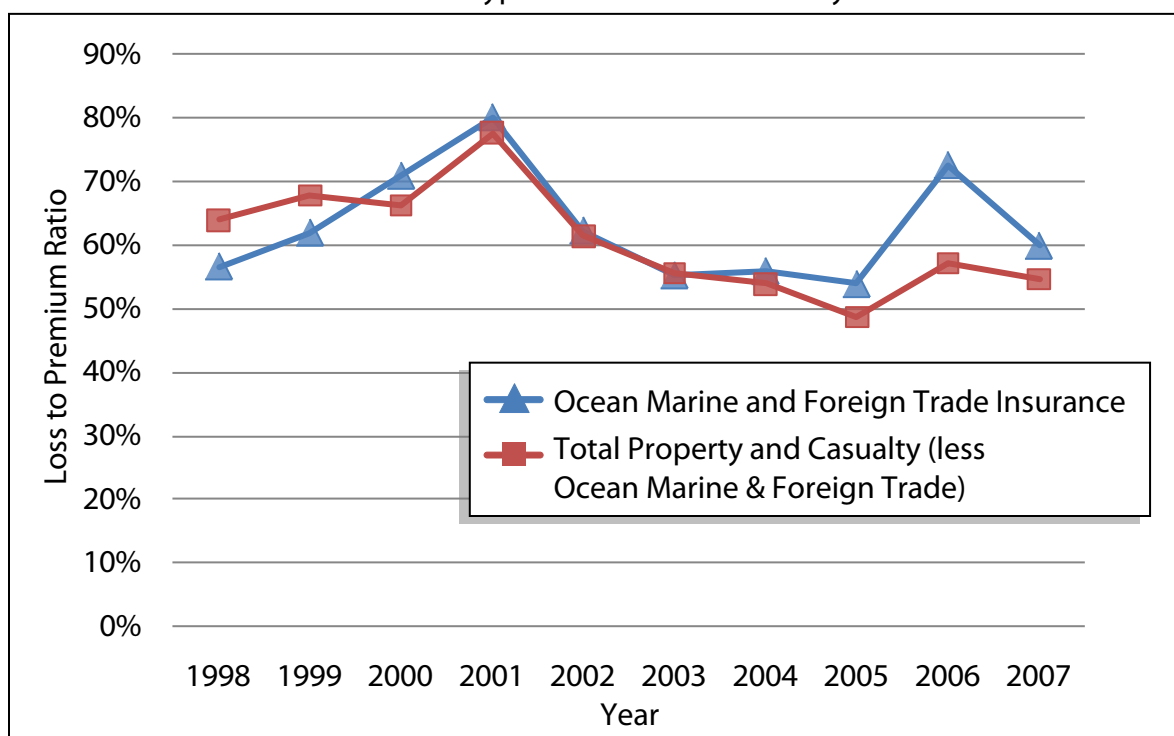 90%
80%
70%
60%
50%
40%
30%
20%
10%
0%
Loss to Premium Ratio
Ocean Marine and Foreign Trade Insurance
Total Property and Casualty (less
Ocean Marine & Foreign Trade)
1998 1999 2000 2001 2002 2003 2004 2005 2006 2007
Year